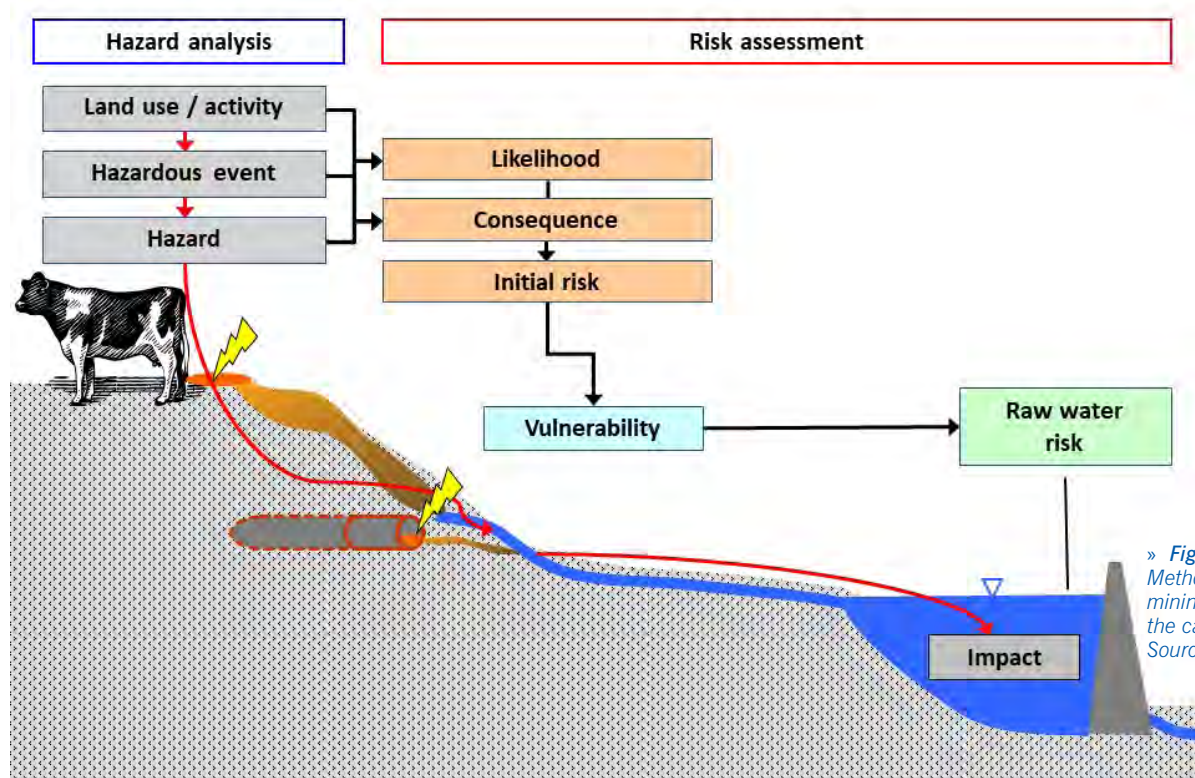 Hazard analysis
Risk assessment
Land use / activity
Hazardous event
Hazard
Likelihood
Consequence
Initial risk
Vulnerability
Raw water
risk
Impact
» Fig
Metho
minin
the ca
Sourc